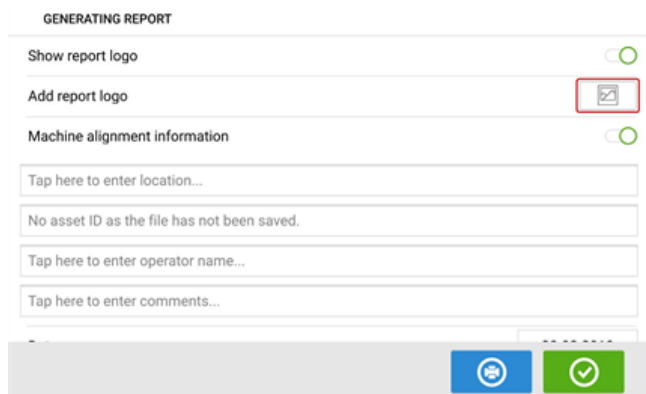 GENERATING REPORT
Show report logo
Add report logo
Machine alignment information
Tap here to enter location...
No asset ID as the file has not been saved.
Tap here to enter operator name...
Tap here to enter comments...